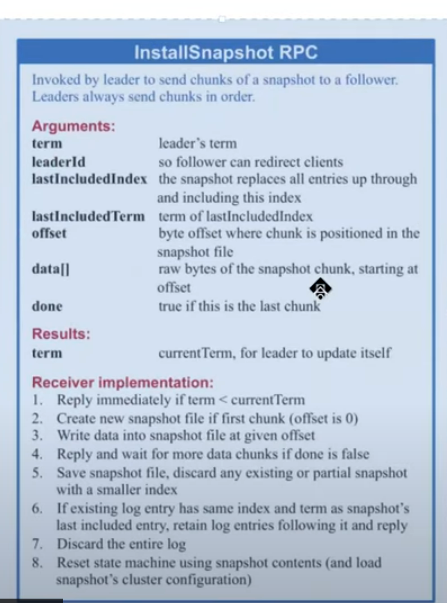 InstallSnapshot RPC
Invoked by leader to send chunks of a snapshot to a follower.
Leaders always send chunks in order.
Arguments:
term leader's term
leaderId so follower can redirect clients
lastIncludedIndex the snapshot replaces all entries up through
and including this index
lastIncludedTerm term of lastIncludedIndex
offset byte offset where chunk is positioned in the
snapshot file
data[] raw bytes of the snapshot chunk, starting at
offset
done true if this is the last chunk
Results:
term currentTerm, for leader to update itself
Receiver implementation:
1. Reply immediately if term < currentTerm
2. Create new snapshot file if first chunk (offset is 0)
3. Write data into snapshot file at given offset
4. Reply and wait for more data chunks if done is false
5. Save snapshot file, discard any existing or partial snapshot
with a smaller index
6. If existing log entry has same index and term as snapshot's
last included entry, retain log entries following it and reply
7. Discard the entire log
8. Reset state machine using snapshot contents (and load
snapshot's cluster configuration)